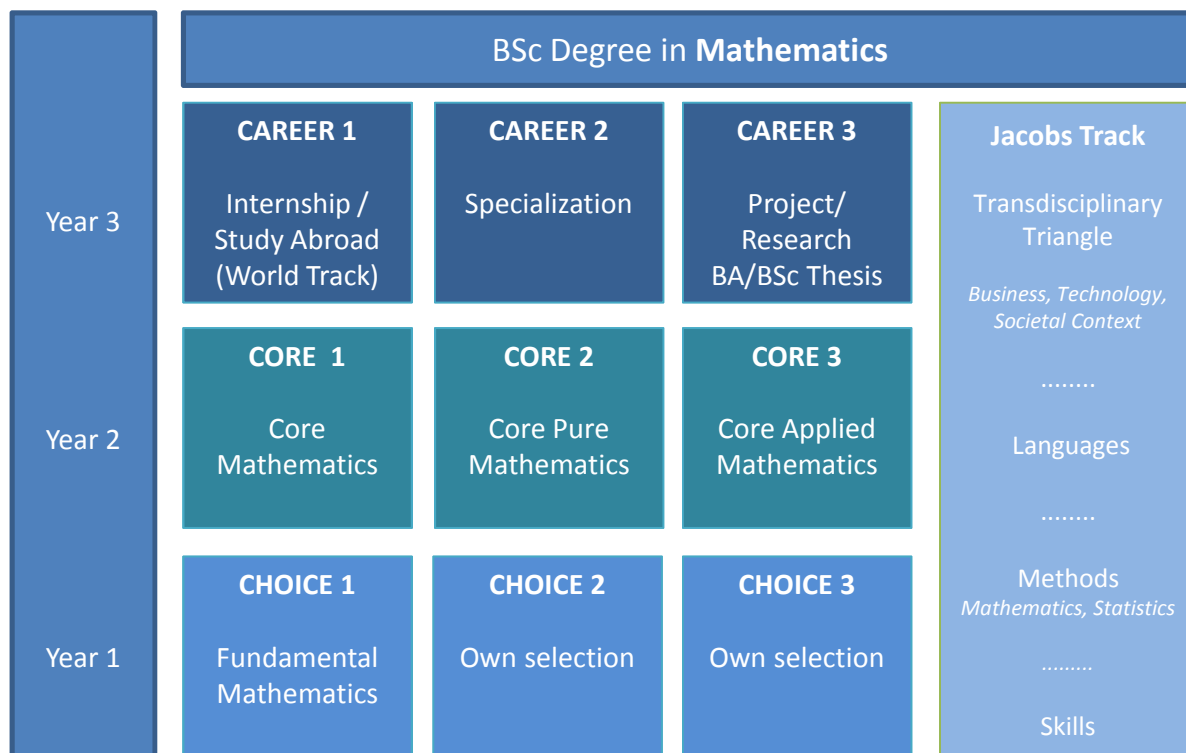 BSc Degree in Mathematics
Year 3
CAREER 1
Internship /
Study Abroad
(World Track)
CAREER 2
Specialization
CAREER 3
Project/
Research
BA/BSc Thesis
Year 2
CORE  1
Core
Mathematics
CORE 2
Core Pure
Mathematics
CORE 3
Core Applied
Mathematics
Year 1
CHOICE 1
Fundamental
Mathematics
CHOICE 2
Own selection
CHOICE 3
Own selection
Jacobs Track
Transdisciplinary
Triangle
Business, Technology,
Societal Context
........
Languages
........
Methods
Mathematics, Statistics
.........
Skills